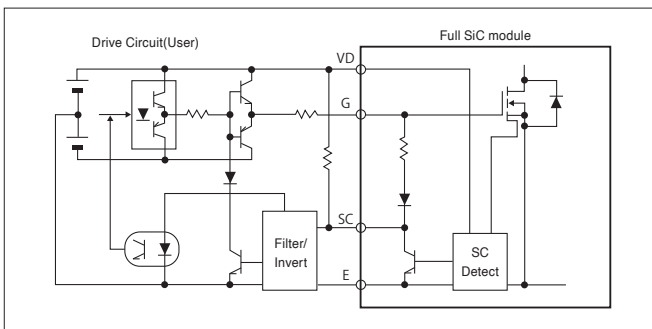 Drive Circuit(User)
Full SiC module
VD
G
SC
Filter/
Invert
SC
Detect
E